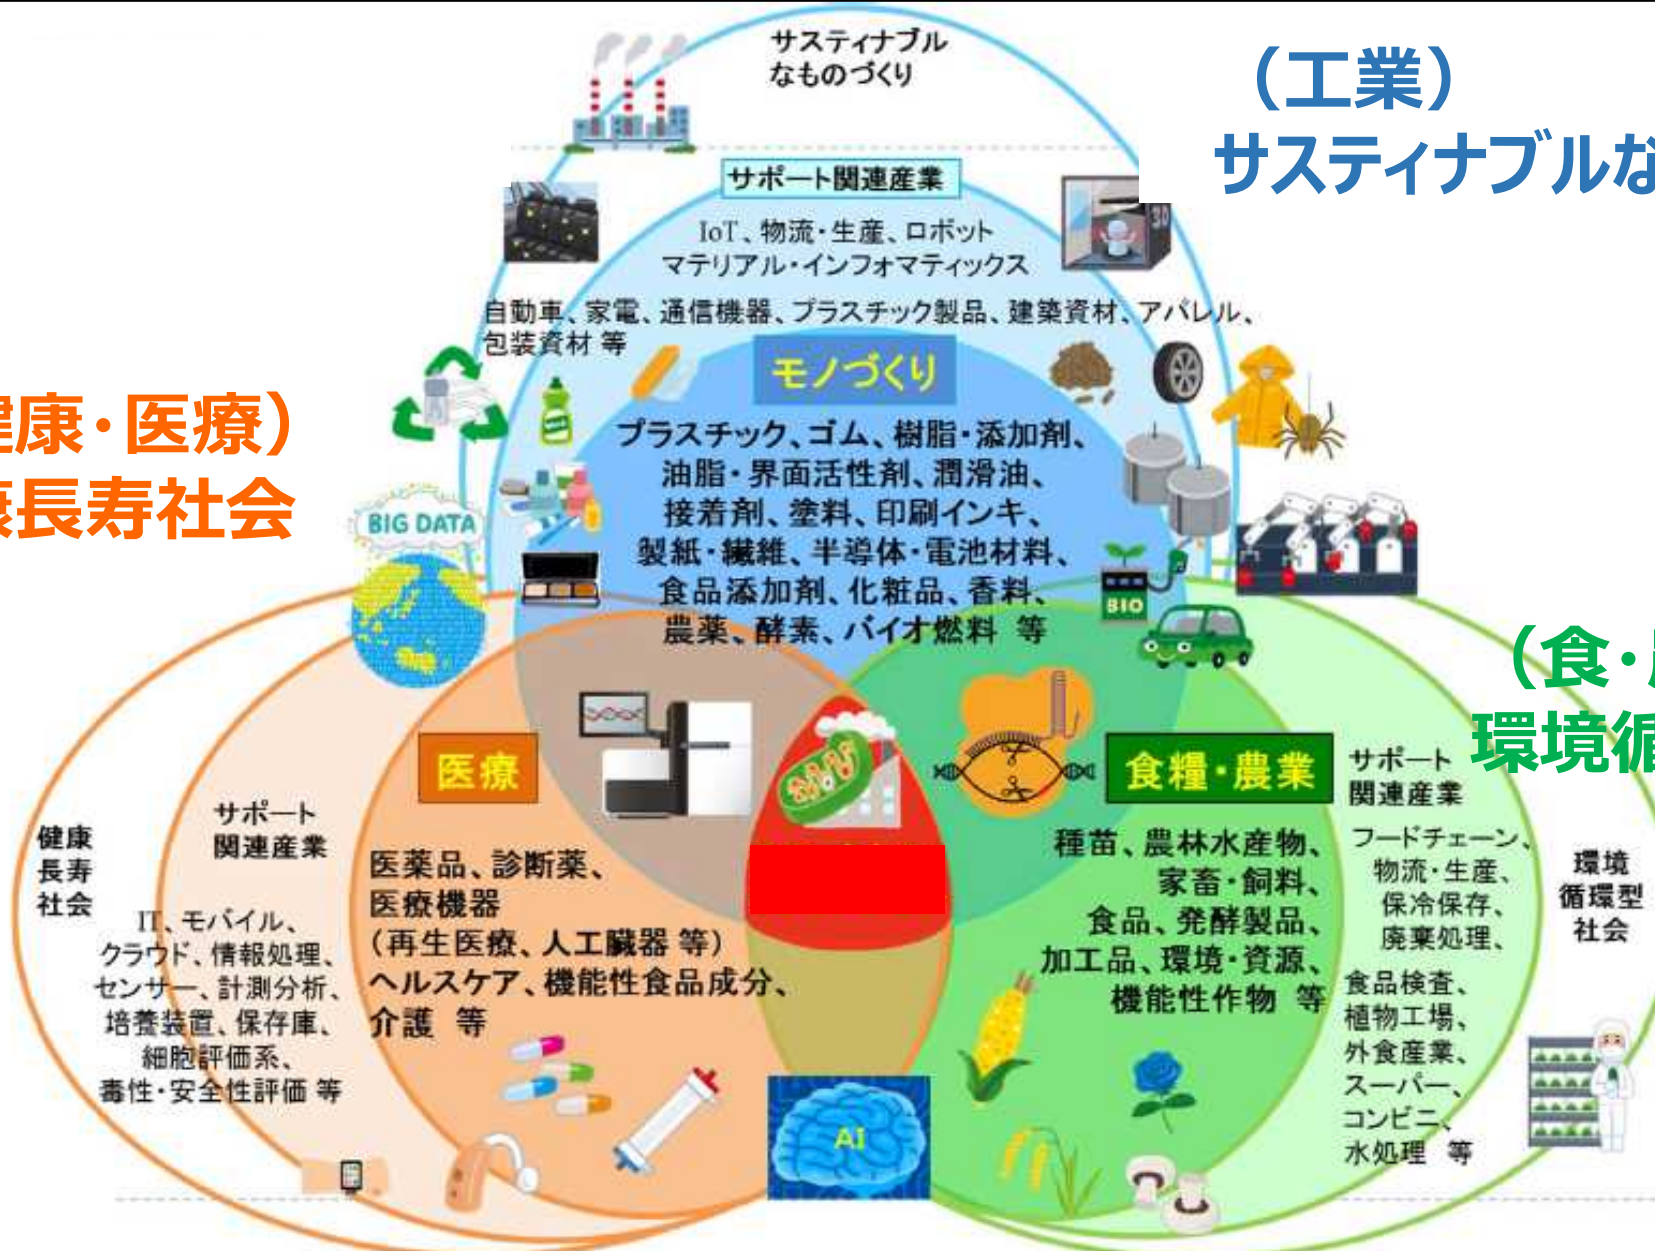 サスティナブル
なものづくり
（工業）
サスティナブルな
サポート関連産業
3D
IoT、物流・生産、ロボット
マテリアル・インフォマティックス
自動車、家電、通信機器、プラスチック製品、建築資材、アパレル、
包装資材 等
モノづくり
プラスチック、ゴム、樹脂・添加剤、
油脂・界面活性剤、潤滑油、
接着剤、塗料、印刷インキ、
製紙・繊維、半導体・電池材料、
食品添加剤、化粧品、香料、
農薬、酵素、バイオ燃料 等
健康・医療）
康長寿社会
BIG DATA
BIO
（食・農
環境循
医療
食糧・農業
サポート
関連産業
健康
長寿
社会
IT、モバイル、
クラウド、情報処理、
センサー、計測分析、
培養装置、保存庫、
細胞評価系、
毒性・安全性評価 等
医薬品、診断薬、
医療機器
（再生医療、人工臓器 等）
ヘルスケア、機能性食品成分、
介護 等
種苗、農林水産物、
家畜・飼料、
食品、発酵製品、
加工品、環境・資源、
機能性作物 等
サポート
関連産業
フードチェーン、
物流・生産、
保冷保存、
廃棄処理、
食品検査、
植物工場、
外食産業、
スーパー、
コンビニ、
水処理 等
環境
循環型
社会
AI